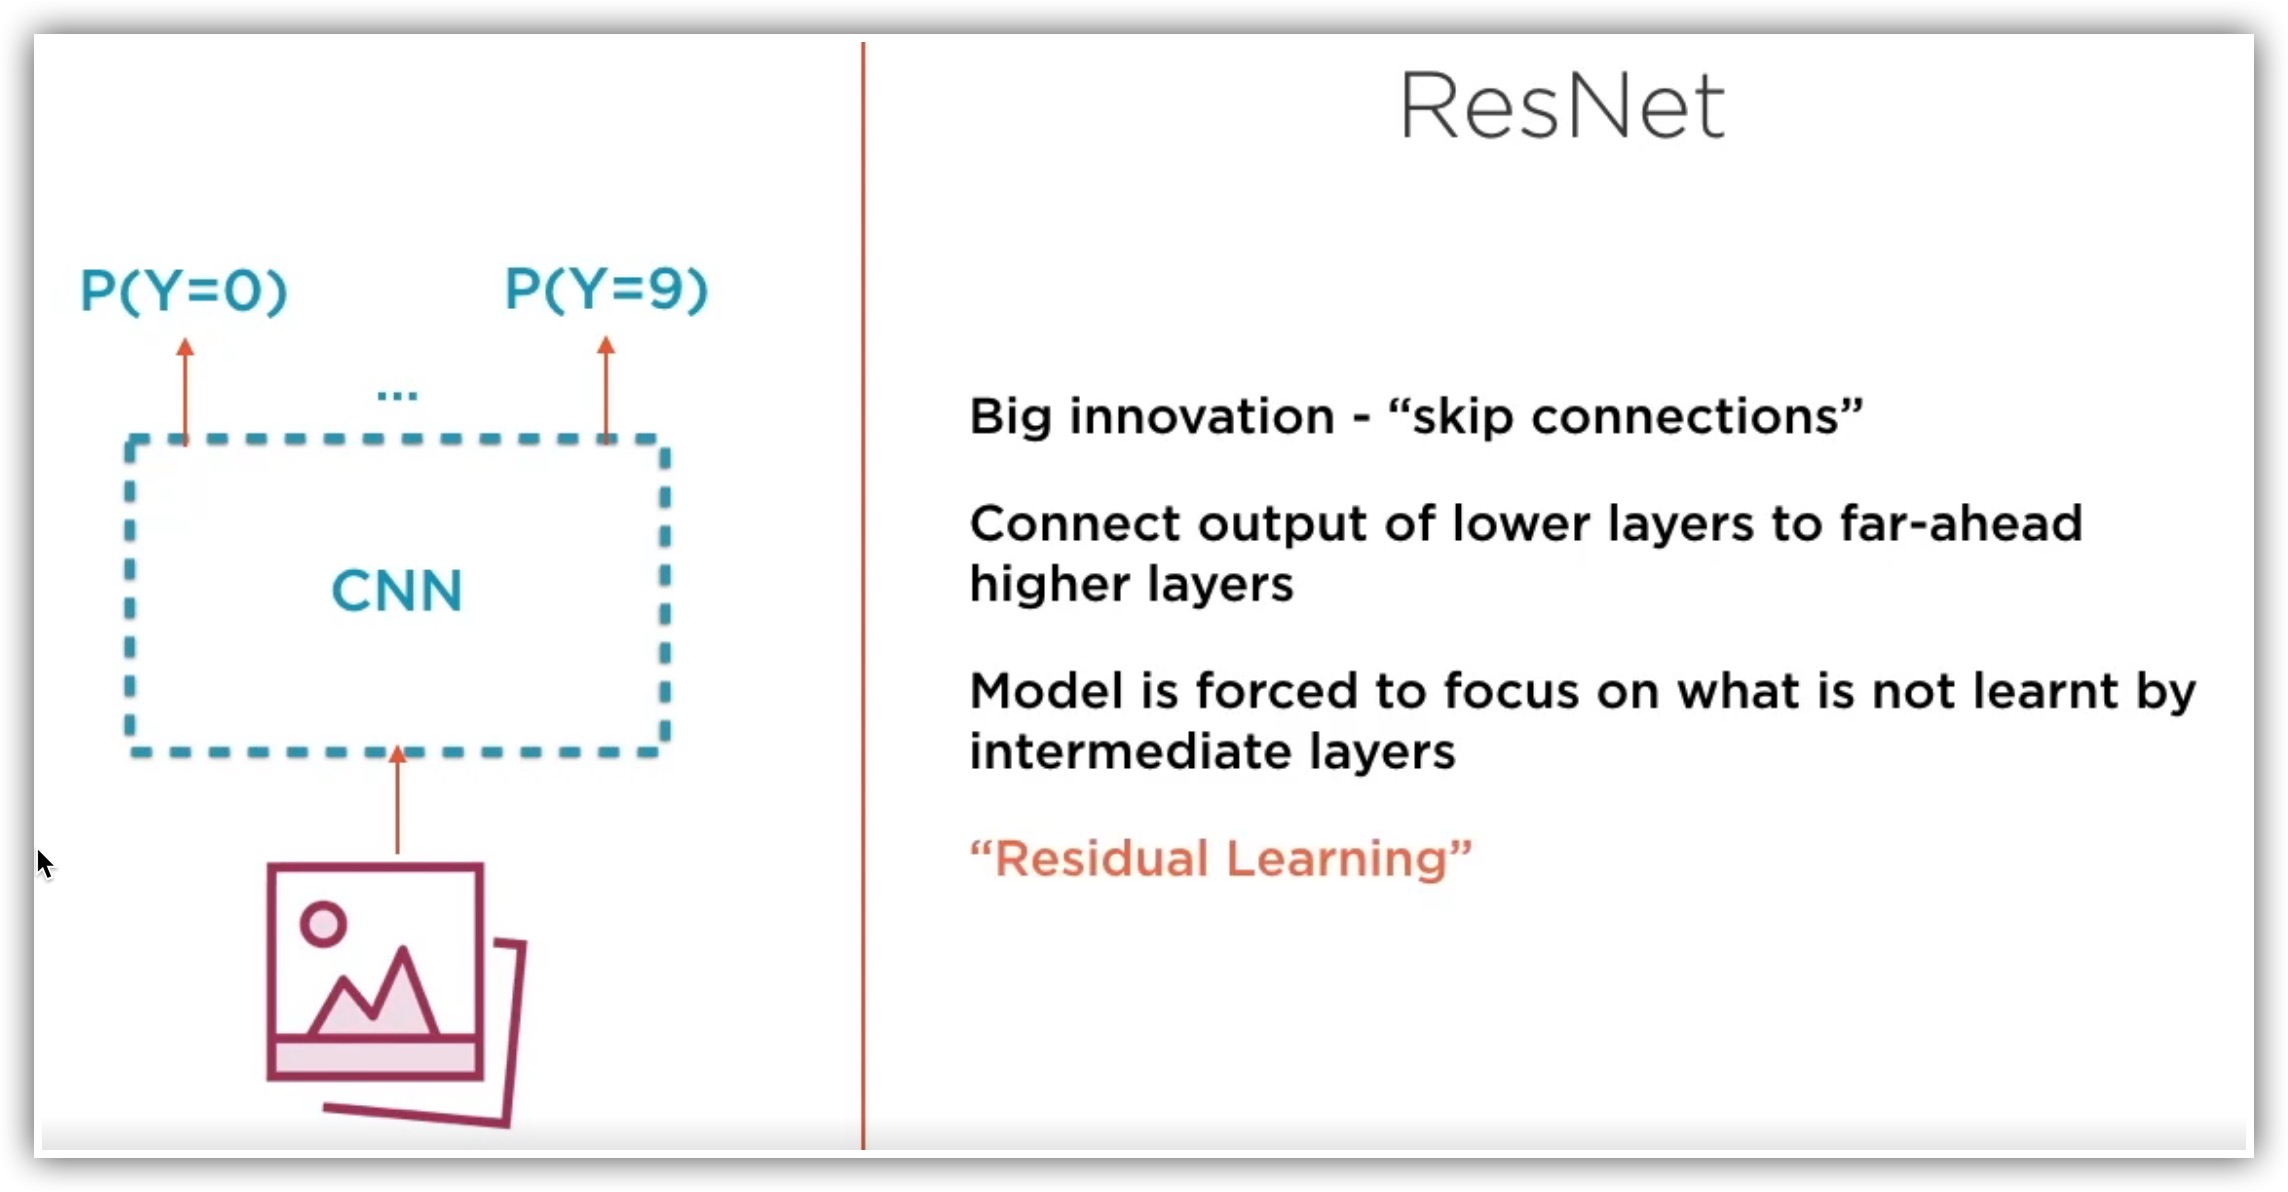 ResNet
P(Y=0)
P(Y=9)
...
CNN
Big innovation - “skip connections”
Connect output of lower layers to far-ahead
higher layers
Model is forced to focus on what is not learnt by
intermediate layers
“Residual Learning”